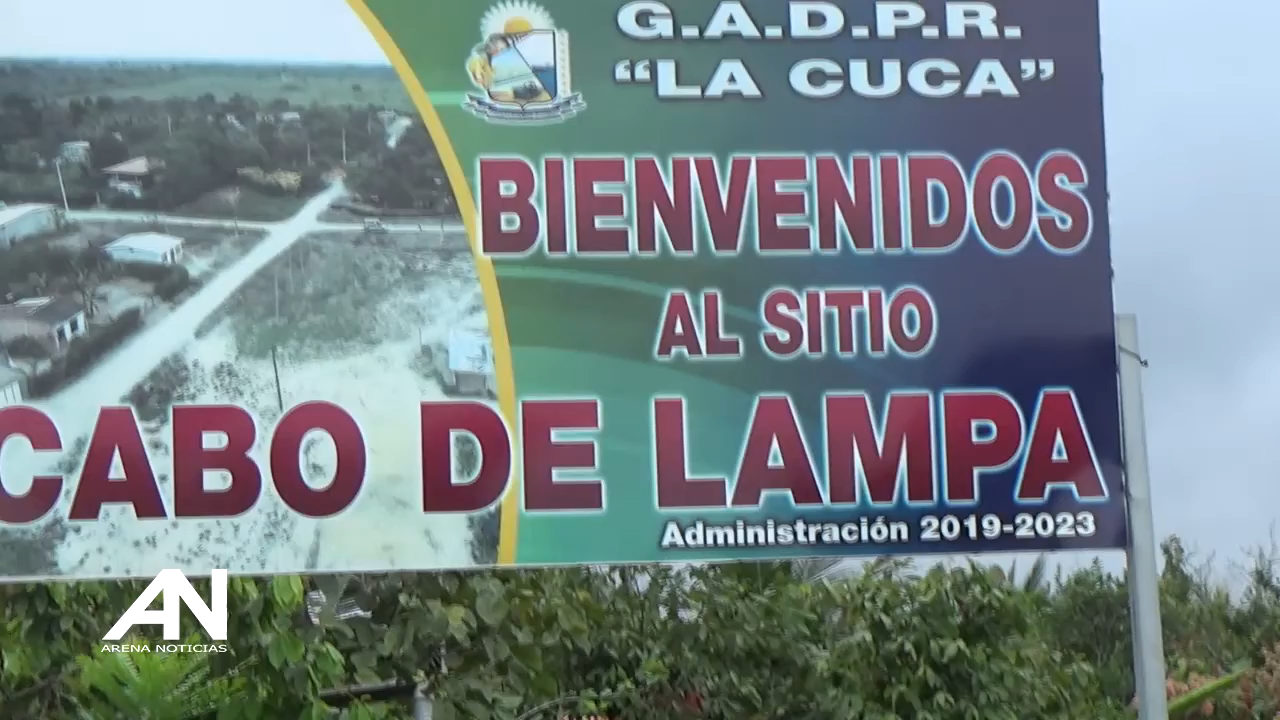 G.A.D.P.R.
“LA CUCA”
BIENVENIDOS
AL SITIO
CABO DE LAMPA
Administración 2019-2023
AN
ARENA NOTICIAS